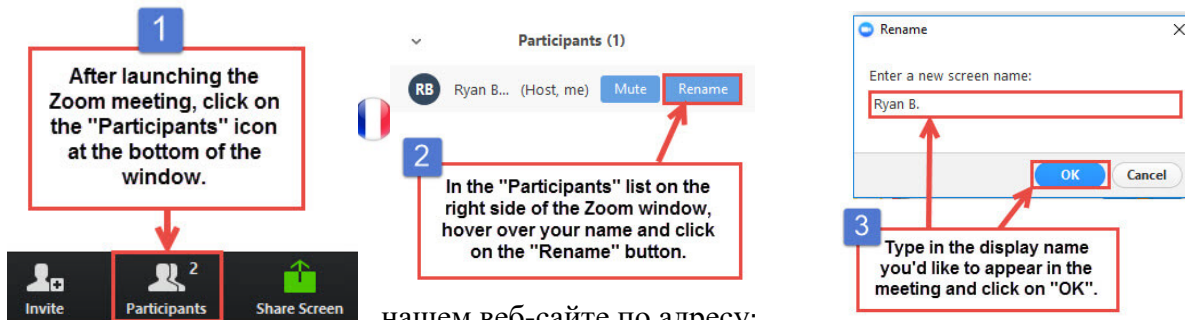 1
After launching the
Zoom meeting, click on
the "Participants" icon
at the bottom of the
window.
Invite
Participants
2
Share Screen
Participants (1)
RB
Ryan B...
(Host, me)
Mute
Rename
2
In the "Participants" list on the
right side of the Zoom window,
hover over your name and click
on the "Rename" button.
Rename
Enter a new screen name:
Ryan B.
OK
Cancel
3
Type in the display name
you'd like to appear in the
meeting and click on "OK".
нашем веб-сайте по адресу: